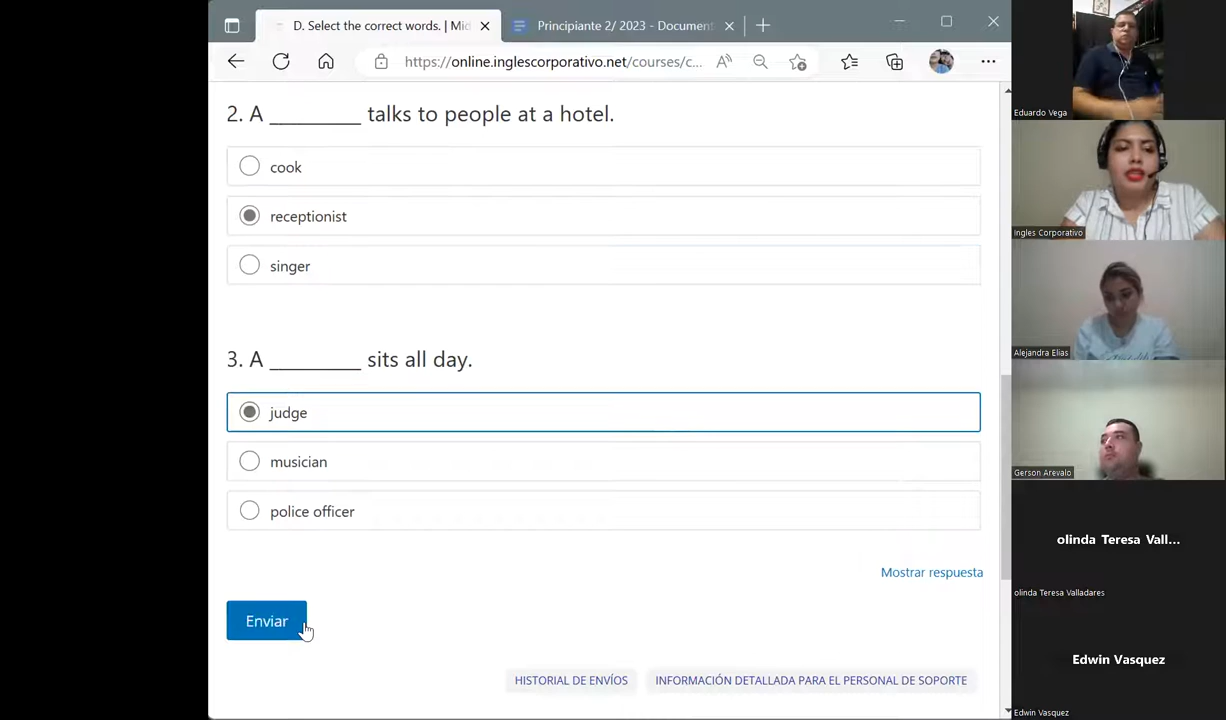 D. Select the correct words. | Mid
Principiante 2/ 2023 - Document
https://online.inglescorporativo.net/courses/c...
2. A ________ talks to people at a hotel.
cook
receptionist
singer
3. A ________ sits all day.
judge
musician
police officer
Mostrar respuesta
Enviar
HISTORIAL DE ENVÍOS
INFORMACIÓN DETALLADA PARA EL PERSONAL DE SOPORTE
Eduardo Vega
Ingles Corporativo
Alejandra Elias
Gerson Arevalo
olinda Teresa Vall...
olinda Teresa Valladares
Edwin Vasquez
Edwin Vasquez